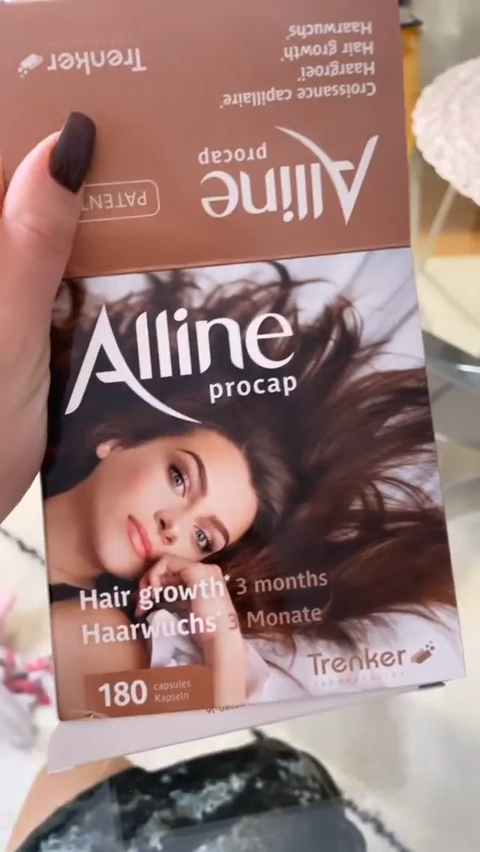 Trenker
Croissance capillaire*
Haargroei*
Hair growth*
Haarwuchs*
Alline
procap
PATENT
Alline
procap
Hair growth* 3 months
Haarwuchs* 3 Monate
Trenker
LABORATORIES
180 capsules
Kapseln